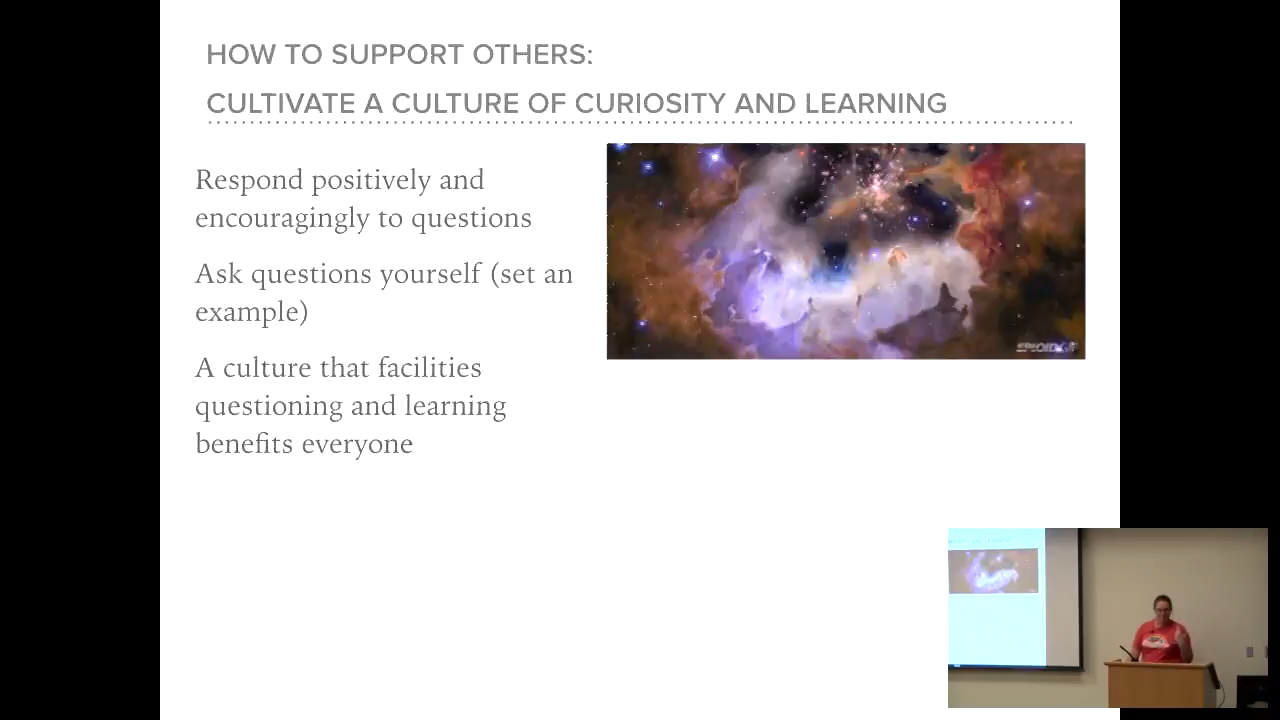 HOW TO SUPPORT OTHERS:
CULTIVATE A CULTURE OF CURIOSITY AND LEARNING
Respond positively and
encouragingly to questions
Ask questions yourself (set an
example)
A culture that facilities
questioning and learning
benefits everyone